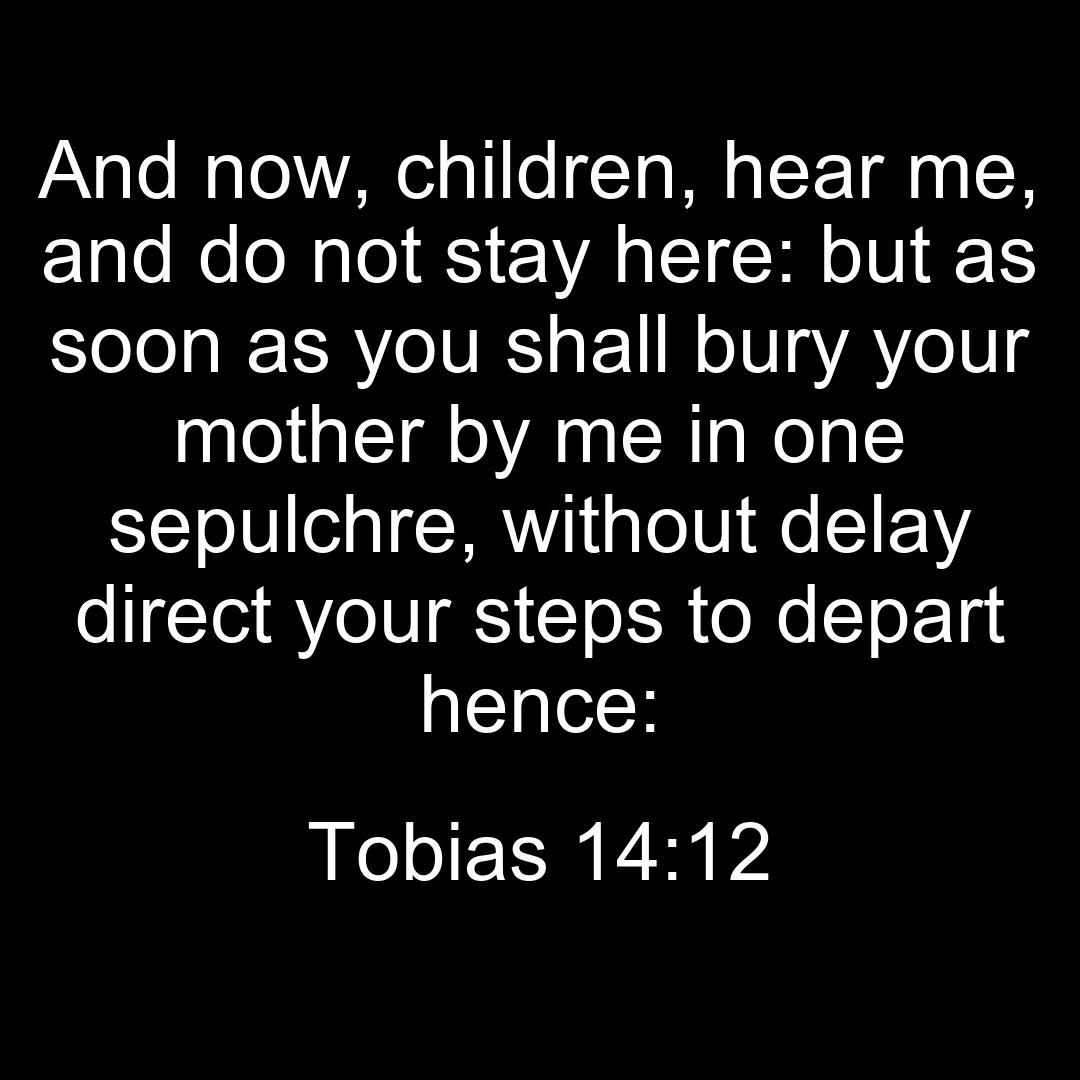 And now, children, hear me,
and do not stay here: but as
soon as you shall bury your
mother by me in one
sepulchre, without delay
direct your steps to depart
hence:
Tobias 14:12